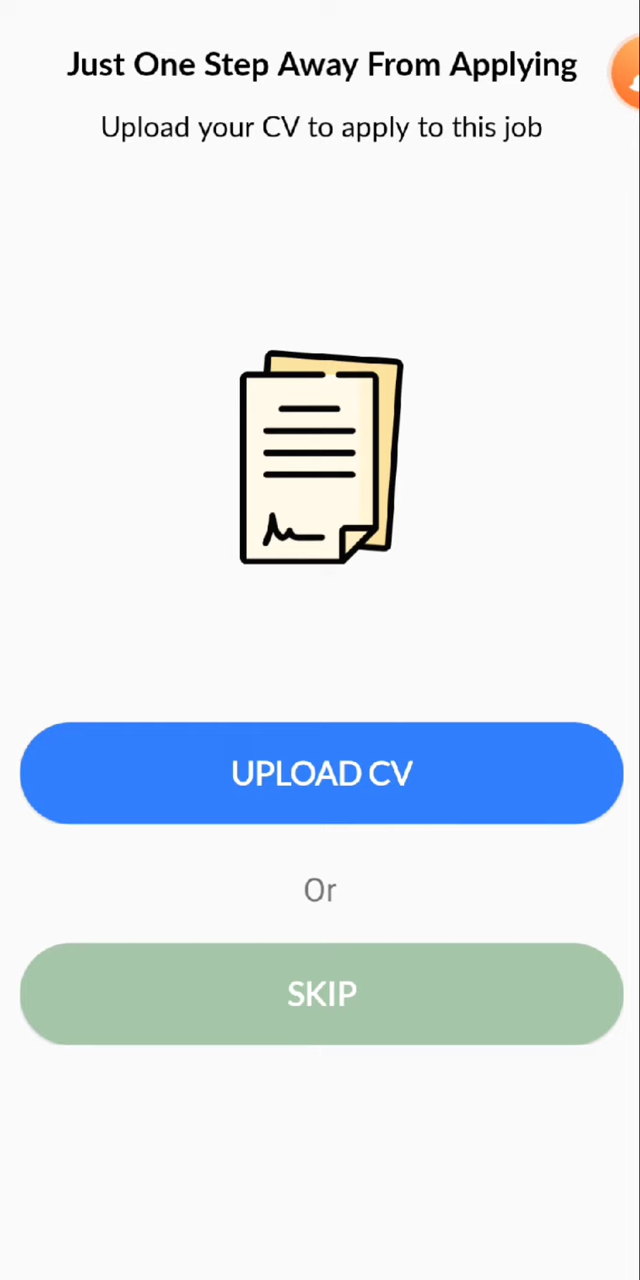 Just One Step Away From Applying
Upload your CV to apply to this job
UPLOAD CV
Or
SKIP